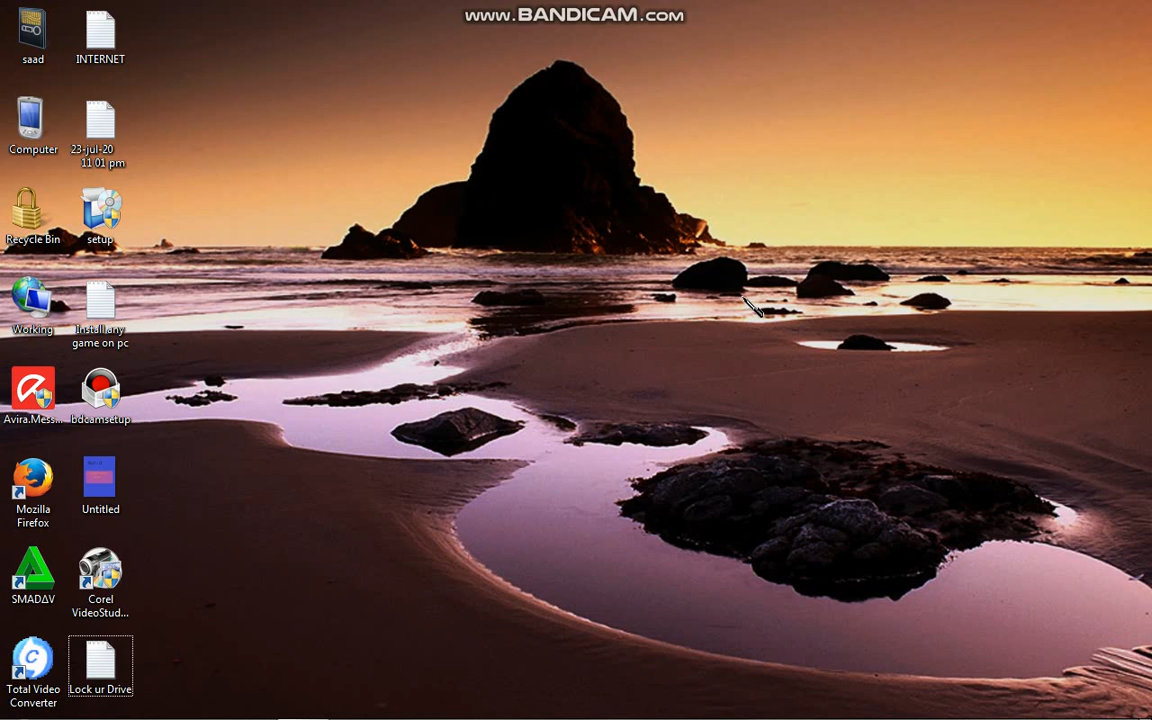 www.BANDICAM.com
saad
INTERNET
Computer
23-jul-20
11 01 pm
Recycle Bin
setup
Working
Install any
game on pc
Avira.Mess...
bdcamsetup
Mozilla
Firefox
Untitled
SMADΔV
Corel
VideoStud...
Total Video
Converter
Lock ur Drive